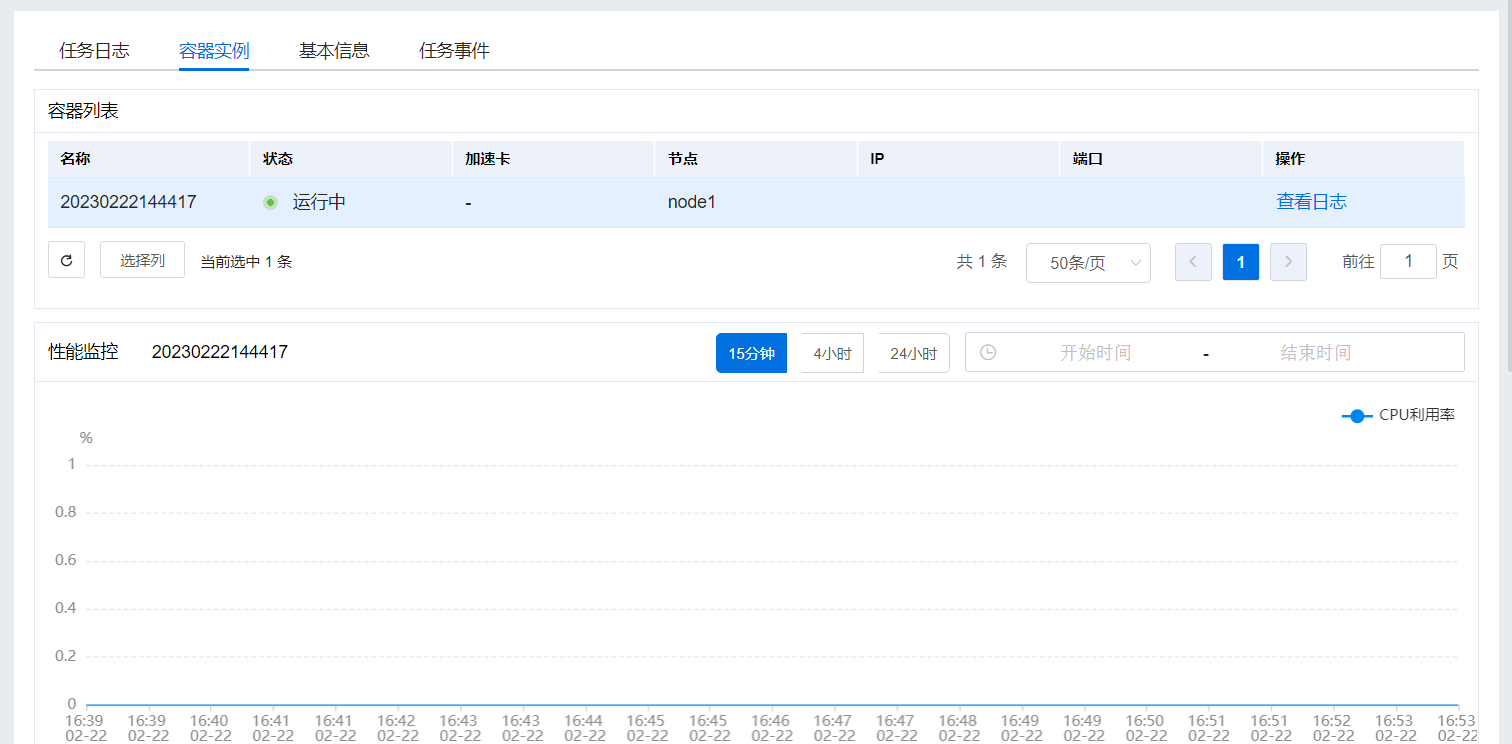 任务日志 容器实例 基本信息 任务事件
容器列表
名称 状态 加速卡 节点 IP 端口 操作
20230222144417 运行中 - node1 查看日志
选择列 当前选中 1 条 共 1 条 50条/页 1 前往 1 页
性能监控 20230222144417 15分钟 4小时 24小时 开始时间 - 结束时间
CPU利用率
%
1
0.8
0.6
0.4
0.2
0
16:39 16:39 16:40 16:41 16:41 16:42 16:43 16:43 16:44 16:45 16:45 16:46 16:47 16:47 16:48 16:49 16:49 16:50 16:51 16:51 16:52 16:53 16:53
02-22 02-22 02-22 02-22 02-22 02-22 02-22 02-22 02-22 02-22 02-22 02-22 02-22 02-22 02-22 02-22 02-22 02-22 02-22 02-22 02-22 02-22 02-22